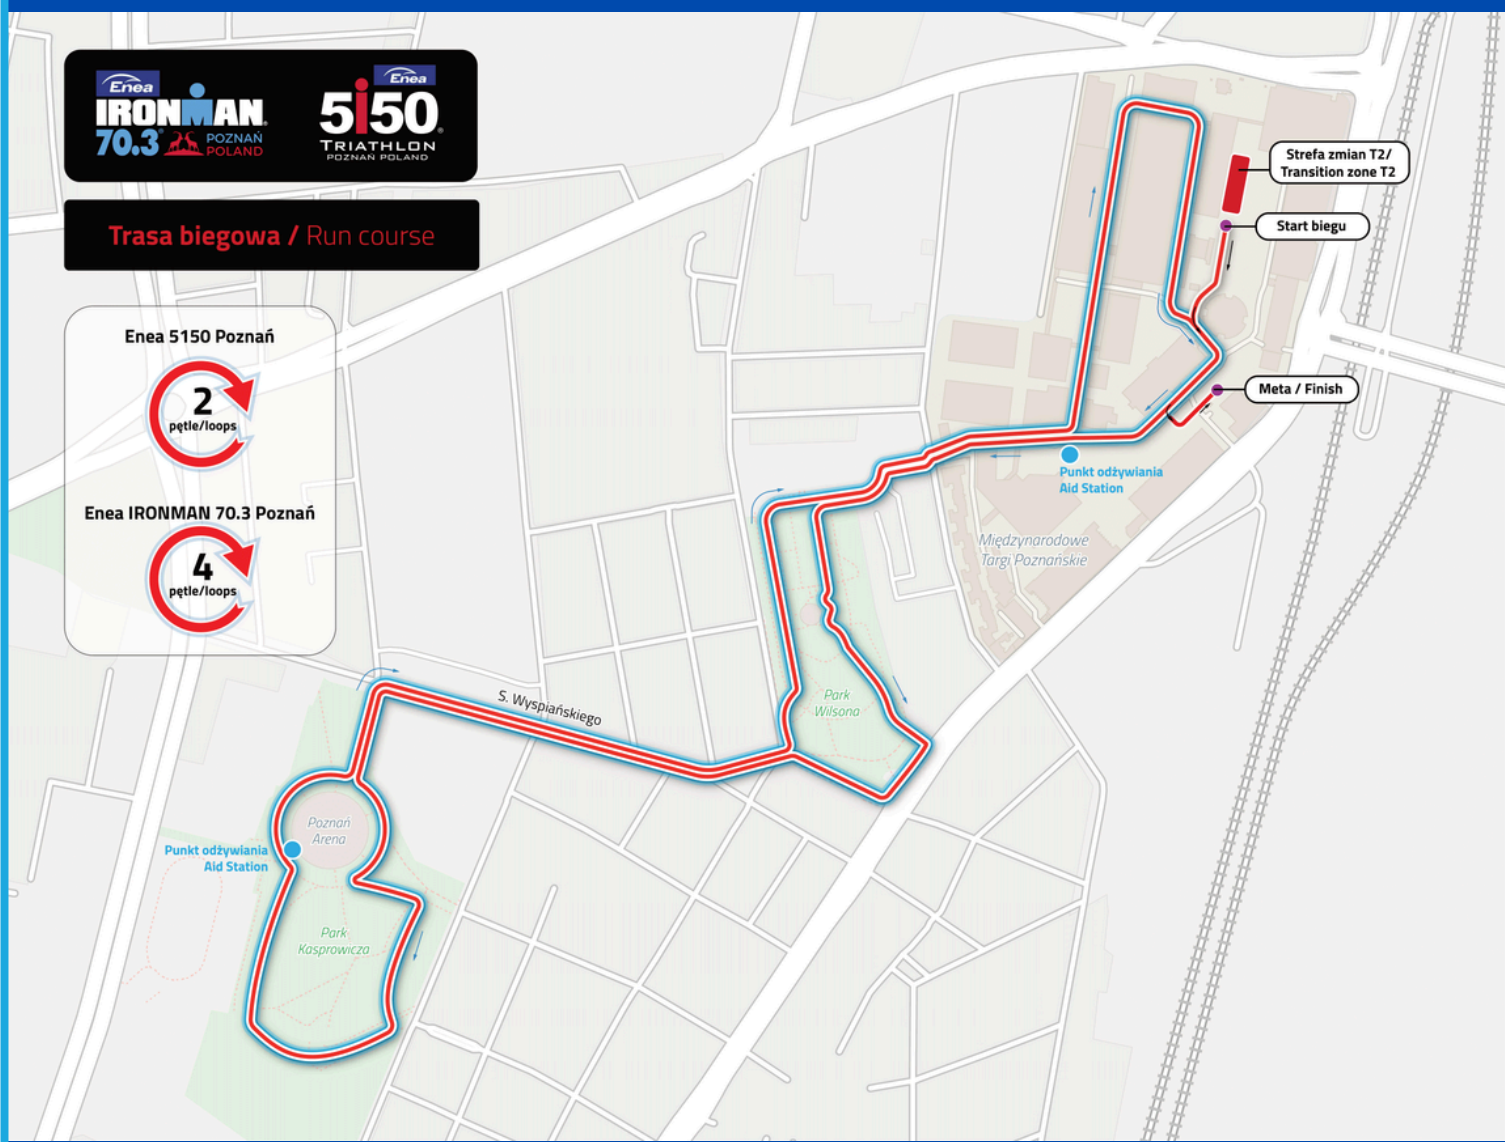 Enea
IRONMAN
70.3
POZNAŃ
POLAND
Enea
5150
TRIATHLON
POZNAŃ POLAND
Trasa biegowa / Run course
Enea 5150 Poznań
2
pętle/loops
Enea IRONMAN 70.3 Poznań
4
pętle/loops
Strefa zmian T2/
Transition zone T2
Start biegu
Meta / Finish
Punkt odżywiania
Aid Station
Międzynarodowe
Targi Poznańskie
Park
Wilsona
S. Wyspiańskiego
Poznań
Arena
Punkt odżywiania
Aid Station
Park
Kasprowicza